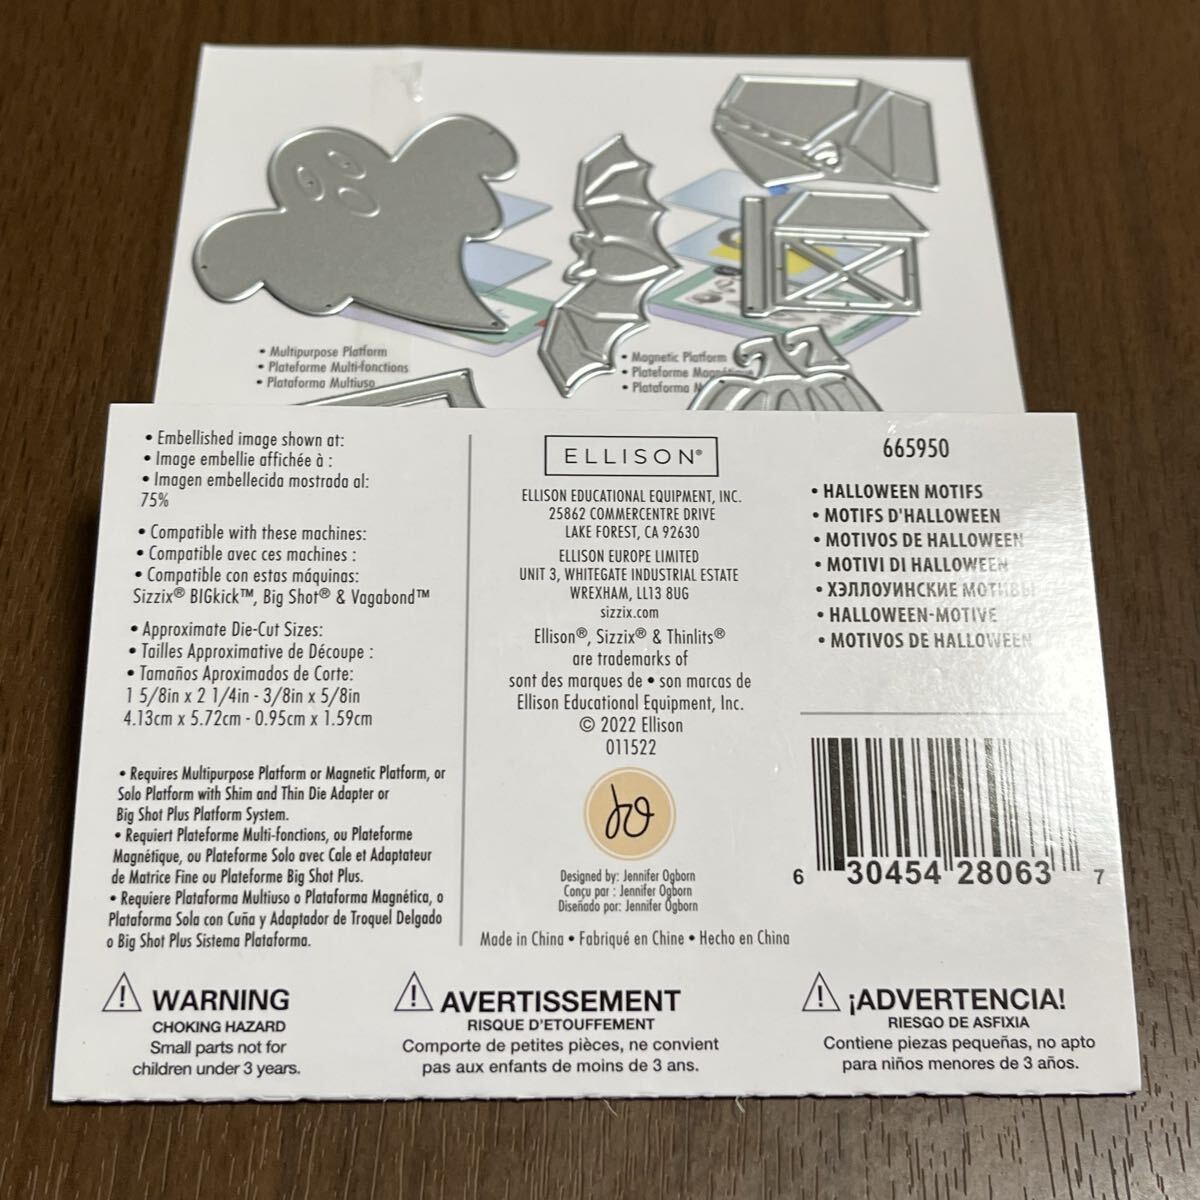 • Multipurpose Platform
• Plateforme Multi-fonctions
• Plataforma Multiuso
• Magnetic Platform
• Plateforme
• Plataforma
• Embellished image shown at:
• Image embellie affichée à :
• Imagen embellecida mostrada al:
75%
• Compatible with these machines:
• Compatible avec ces machines :
• Compatible con estas máquinas:
Sizzix® BIGkick™, Big Shot® & Vagabond™
• Approximate Die-Cut Sizes:
• Tailles Approximative de Découpe :
• Tamaños Aproximados de Corte:
1 5/8in x 2 1/4in - 3/8in x 5/8in
4.13cm x 5.72cm - 0.95cm x 1.59cm
• Requires Multipurpose Platform or Magnetic Platform, or
Solo Platform with Shim and Thin Die Adapter or
Big Shot Plus Platform System.
• Requiert Plateforme Multi-fonctions, ou Plateforme
Magnétique, ou Plateforme Solo avec Cale et Adaptateur
de Matrice Fine ou Plateforme Big Shot Plus.
• Requiere Plataforma Multiuso o Plataforma Magnética, o
Plataforma Sola con Cuña y Adaptador de Troquel Delgado
o Big Shot Plus Sistema Plataforma.
ELLISON®
ELLISON EDUCATIONAL EQUIPMENT, INC.
25862 COMMERCENTRE DRIVE
LAKE FOREST, CA 92630
ELLISON EUROPE LIMITED
UNIT 3, WHITEGATE INDUSTRIAL ESTATE
WREXHAM, LL13 8UG
sizzix.com
Ellison®, Sizzix® & Thinlits®
are trademarks of
sont des marques de • son marcas de
Ellison Educational Equipment, Inc.
© 2022 Ellison
011522
jo
Designed by: Jennifer Ogborn
Conçu par : Jennifer Ogborn
Diseñado por: Jennifer Ogborn
Made in China • Fabriqué en Chine • Hecho en China
665950
• HALLOWEEN MOTIFS
• MOTIFS D'HALLOWEEN
• MOTIVOS DE HALLOWEEN
• MOTIVI DI HALLOWEEN
• ХЭЛЛОУИНСКИЕ МОТИВЫ
• HALLOWEEN-MOTIVE
• MOTIVOS DE HALLOWEEN
6 30454 28063 7
WARNING
CHOKING HAZARD
Small parts not for
children under 3 years.
AVERTISSEMENT
RISQUE D'ETOUFFEMENT
Comporte de petites pièces, ne convient
pas aux enfants de moins de 3 ans.
¡ADVERTENCIA!
RIESGO DE ASFIXIA
Contiene piezas pequeñas, no apto
para niños menores de 3 años.